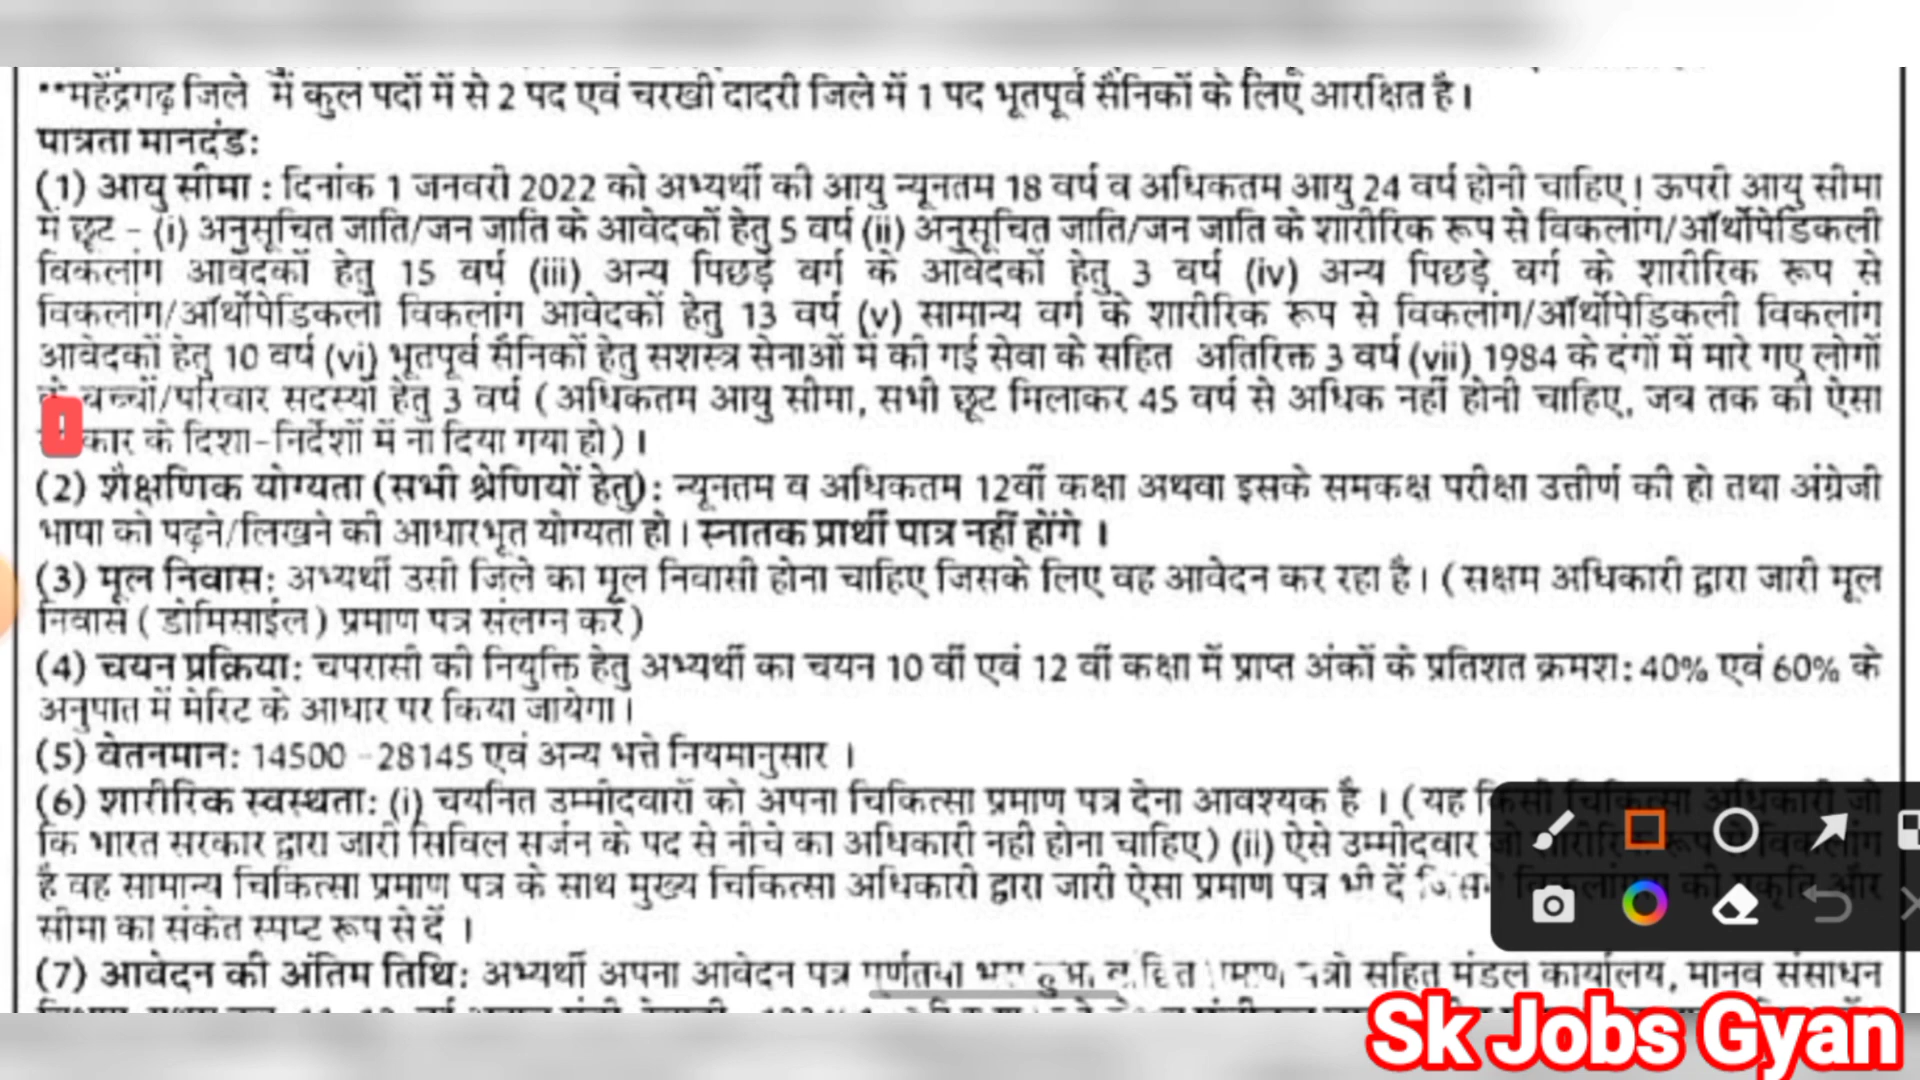 **महेंद्रगढ़ जिले में कुल पदों में से 2 पद एवं चरखी दादरी जिले में 1 पद भूतपूर्व सैनिकों के लिए आरक्षित है।
पात्रता मानदंड:
(1) आयु सीमा : दिनांक 1 जनवरी 2022 को अभ्यर्थी की आयु न्यूनतम 18 वर्ष व अधिकतम आयु 24 वर्ष होनी चाहिए। ऊपरी आयु सीमा
में छूट - (i) अनुसूचित जाति/जन जाति के आवेदकों हेतु 5 वर्ष (ii) अनुसूचित जाति/जन जाति के शारीरिक रूप से विकलांग/ऑर्थोपेडिकली
विकलांग आवेदकों हेतु 15 वर्ष (iii) अन्य पिछड़े वर्ग के आवेदकों हेतु 3 वर्ष (iv) अन्य पिछड़े वर्ग के शारीरिक रूप से
विकलांग/ऑर्थोपेडिकली विकलांग आवेदकों हेतु 13 वर्ष (v) सामान्य वर्ग के शारीरिक रूप से विकलांग/ऑर्थोपेडिकली विकलांग
आवेदकों हेतु 10 वर्ष (vi) भूतपूर्व सैनिकों हेतु सशस्त्र सेनाओं में की गई सेवा के सहित अतिरिक्त 3 वर्ष (vii) 1984 के दंगों में मारे गए लोगों
के बच्चों/परिवार सदस्यों हेतु 3 वर्ष (अधिकतम आयु सीमा, सभी छूट मिलाकर 45 वर्ष से अधिक नहीं होनी चाहिए, जब तक की ऐसा
के दिशा-निर्देशों में ना दिया गया हो)।
(2) शैक्षणिक योग्यता (सभी श्रेणियों हेतु): न्यूनतम व अधिकतम 12वीं कक्षा अथवा इसके समकक्ष परीक्षा उत्तीर्ण की हो तथा अंग्रेजी
भाषा को पढ़ने/लिखने की आधारभूत योग्यता हो। स्नातक प्रार्थी पात्र नहीं होंगे ।
(3) मूल निवास: अभ्यर्थी उसी जिले का मूल निवासी होना चाहिए जिसके लिए वह आवेदन कर रहा है। (सक्षम अधिकारी द्वारा जारी मूल
निवास (डोमिसाईल) प्रमाण पत्र संलग्न करें)
(4) चयन प्रक्रिया: चपरासी की नियुक्ति हेतु अभ्यर्थी का चयन 10 वीं एवं 12 वीं कक्षा में प्राप्त अंकों के प्रतिशत क्रमश: 40% एवं 60% के
अनुपात में मेरिट के आधार पर किया जायेगा।
(5) वेतनमान: 14500 -28145 एवं अन्य भत्ते नियमानुसार ।
(6) शारीरिक स्वस्थता: (i) चयनित उम्मीदवारों को अपना चिकित्सा प्रमाण पत्र देना आवश्यक है । (यह किसी चिकित्सा अधिकारी जो
कि भारत सरकार द्वारा जारी सिविल सर्जन के पद से नीचे का अधिकारी नही होना चाहिए) (ii) ऐसे उम्मीदवार जो शारीरिक रूप से विकलांग
है वह सामान्य चिकित्सा प्रमाण पत्र के साथ मुख्य चिकित्सा अधिकारी द्वारा जारी ऐसा प्रमाण पत्र भी दें विकलांगता की प्रकृति और
सीमा का संकेत स्पष्ट रूप से दें ।
(7) आवेदन की अंतिम तिथि: अभ्यर्थी अपना आवेदन पत्र सहित मंडल कार्यालय, मानव संसाधन
Sk Jobs Gyan